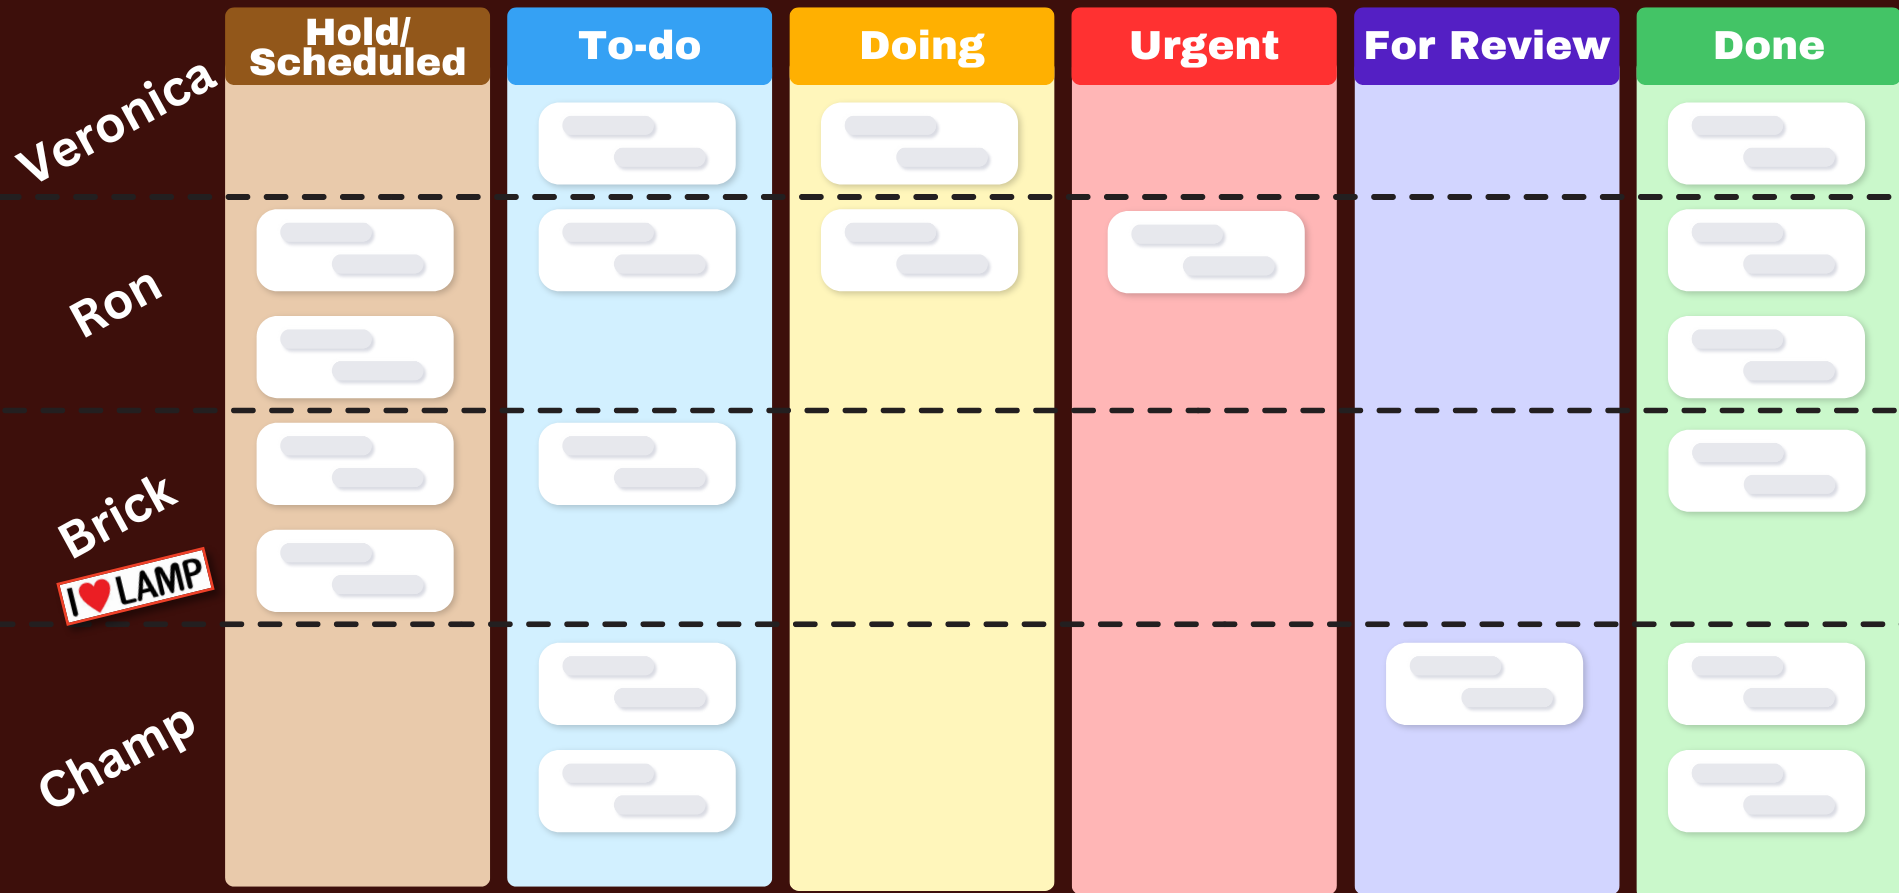 Hold/
Scheduled
To-do
Doing
Urgent
For Review
Done
Veronica
Ron
Brick
I❤LAMP
Champ